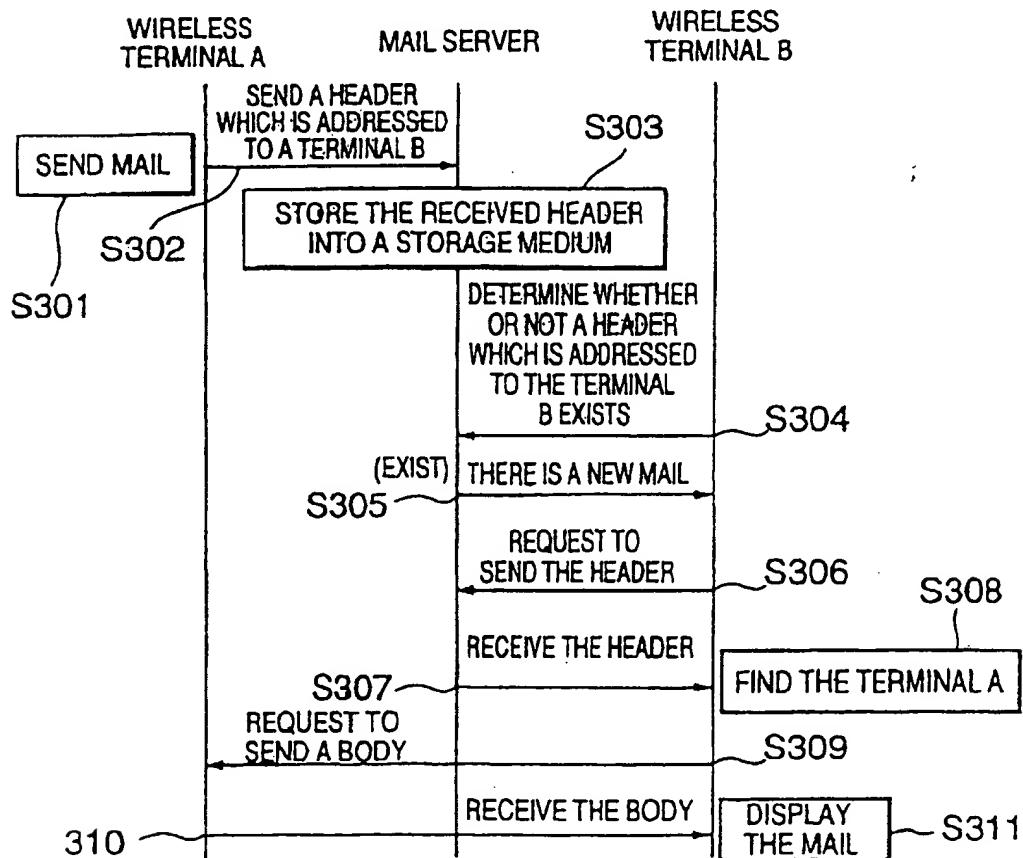 WIRELESS
TERMINAL A
MAIL SERVER
WIRELESS
TERMINAL B
SEND A HEADER
WHICH IS ADDRESSED
TO A TERMINAL B
SEND MAIL
S303
S302
S301
STORE THE RECEIVED HEADER
INTO A STORAGE MEDIUM
DETERMINE WHETHER
OR NOT A HEADER
WHICH IS ADDRESSED
TO THE TERMINAL
B EXISTS
S304
(EXIST)
THERE IS A NEW MAIL
S305
REQUEST TO
SEND THE HEADER
S306
S308
RECEIVE THE HEADER
S307
FIND THE TERMINAL A
REQUEST TO
SEND A BODY
S309
RECEIVE THE BODY
310
DISPLAY
THE MAIL
S311